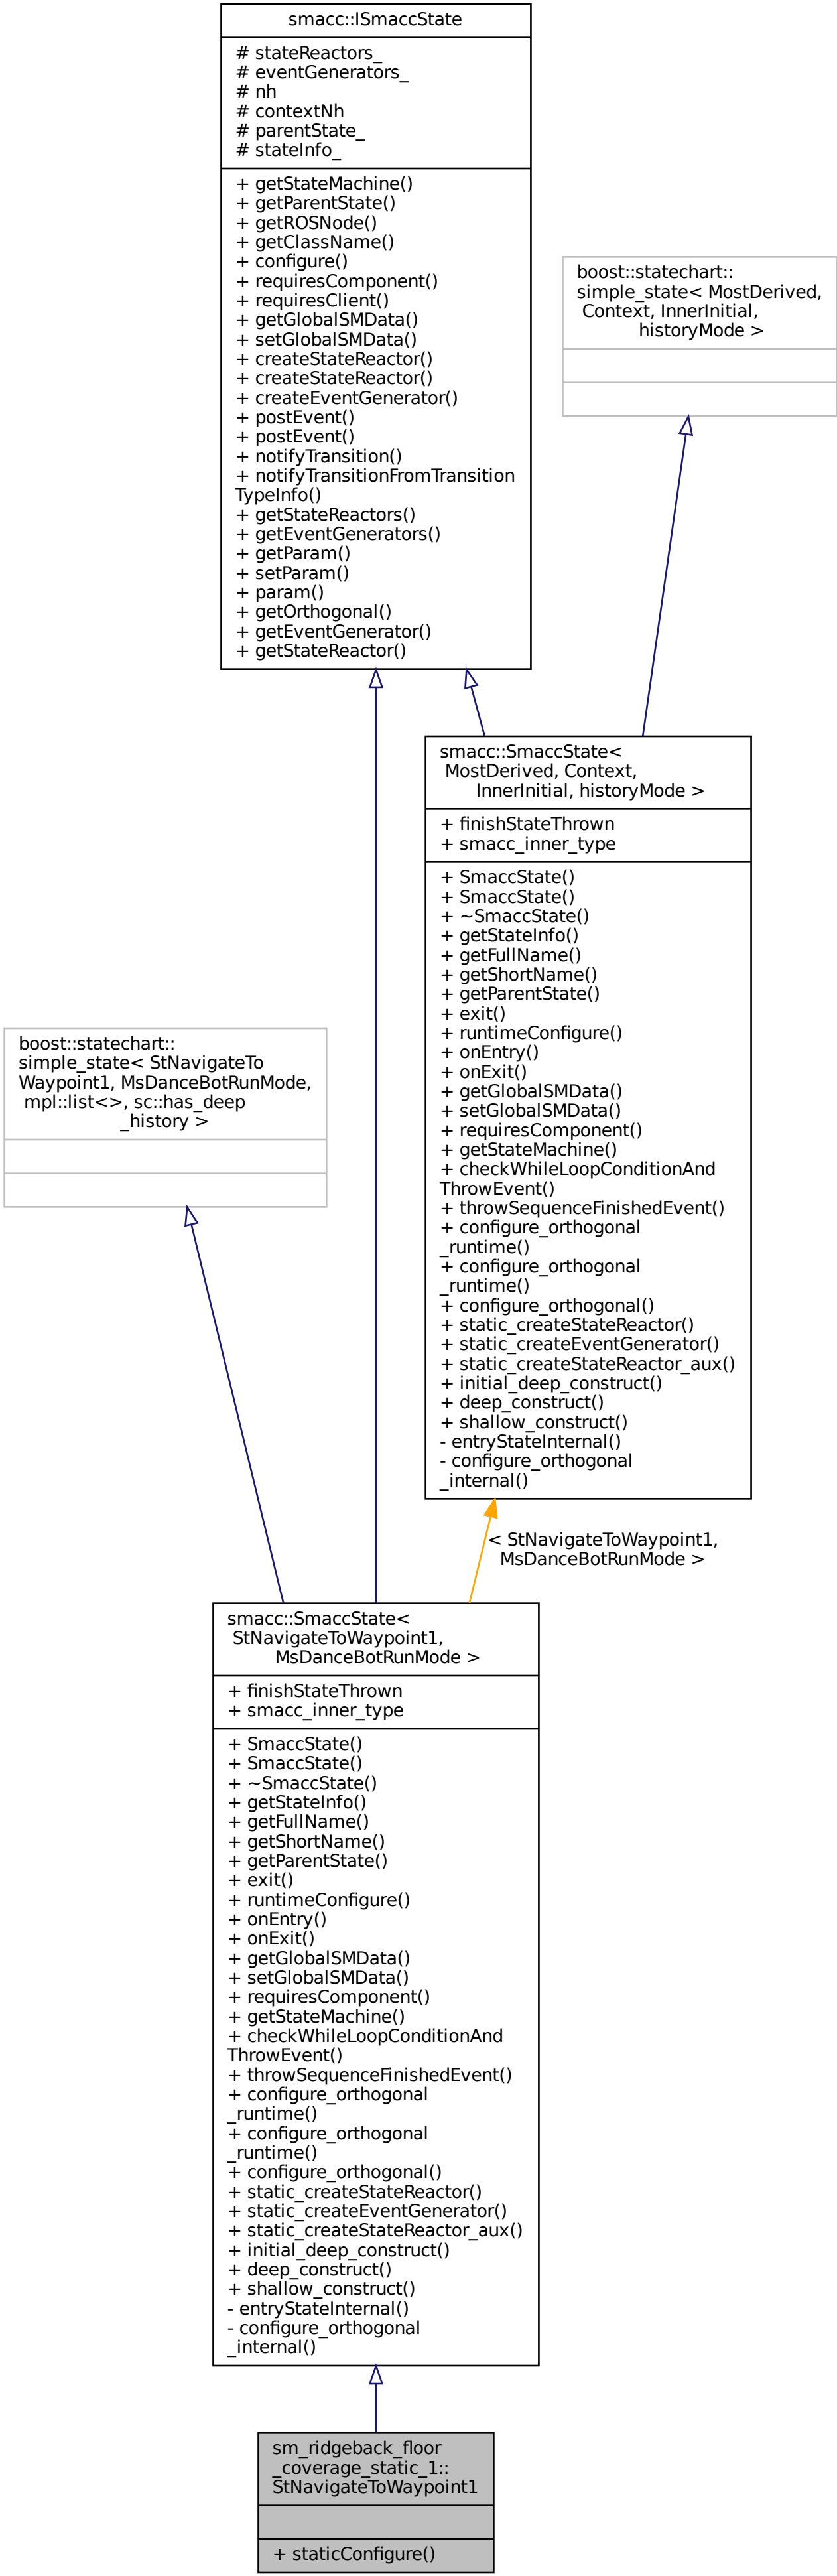 smacc::ISmaccState
# stateReactors_
# eventGenerators_
# nh
# contextNh
# parentState_
# stateInfo_
+ getStateMachine()
+ getParentState()
+ getROSNode()
+ getClassName()
+ configure()
+ requiresComponent()
+ requiresClient()
+ getGlobalSMData()
+ setGlobalSMData()
+ createStateReactor()
+ createStateReactor()
+ createEventGenerator()
+ postEvent()
+ postEvent()
+ notifyTransition()
+ notifyTransitionFromTransition
TypeInfo()
+ getStateReactors()
+ getEventGenerators()
+ getParam()
+ setParam()
+ param()
+ getOrthogonal()
+ getEventGenerator()
+ getStateReactor()
boost::statechart::
simple_state< MostDerived,
Context, InnerInitial,
historyMode >
smacc::SmaccState<
MostDerived, Context,
InnerInitial, historyMode >
+ finishStateThrown
+ smacc_inner_type
+ SmaccState()
+ SmaccState()
+ ~SmaccState()
+ getStateInfo()
+ getFullName()
+ getShortName()
+ getParentState()
+ exit()
+ runtimeConfigure()
+ onEntry()
+ onExit()
+ getGlobalSMData()
+ setGlobalSMData()
+ requiresComponent()
+ getStateMachine()
+ checkWhileLoopConditionAnd
ThrowEvent()
+ throwSequenceFinishedEvent()
+ configure_orthogonal
_runtime()
+ configure_orthogonal
_runtime()
+ configure_orthogonal()
+ static_createStateReactor()
+ static_createEventGenerator()
+ static_createStateReactor_aux()
+ initial_deep_construct()
+ deep_construct()
+ shallow_construct()
- entryStateInternal()
- configure_orthogonal
_internal()
boost::statechart::
simple_state< StNavigateTo
Waypoint1, MsDanceBotRunMode,
mpl::list<>, sc::has_deep
_history >
< StNavigateToWaypoint1,
MsDanceBotRunMode >
smacc::SmaccState<
StNavigateToWaypoint1,
MsDanceBotRunMode >
+ finishStateThrown
+ smacc_inner_type
+ SmaccState()
+ SmaccState()
+ ~SmaccState()
+ getStateInfo()
+ getFullName()
+ getShortName()
+ getParentState()
+ exit()
+ runtimeConfigure()
+ onEntry()
+ onExit()
+ getGlobalSMData()
+ setGlobalSMData()
+ requiresComponent()
+ getStateMachine()
+ checkWhileLoopConditionAnd
ThrowEvent()
+ throwSequenceFinishedEvent()
+ configure_orthogonal
_runtime()
+ configure_orthogonal
_runtime()
+ configure_orthogonal()
+ static_createStateReactor()
+ static_createEventGenerator()
+ static_createStateReactor_aux()
+ initial_deep_construct()
+ deep_construct()
+ shallow_construct()
- entryStateInternal()
- configure_orthogonal
_internal()
sm_ridgeback_floor
_coverage_static_1::
StNavigateToWaypoint1
+ staticConfigure()